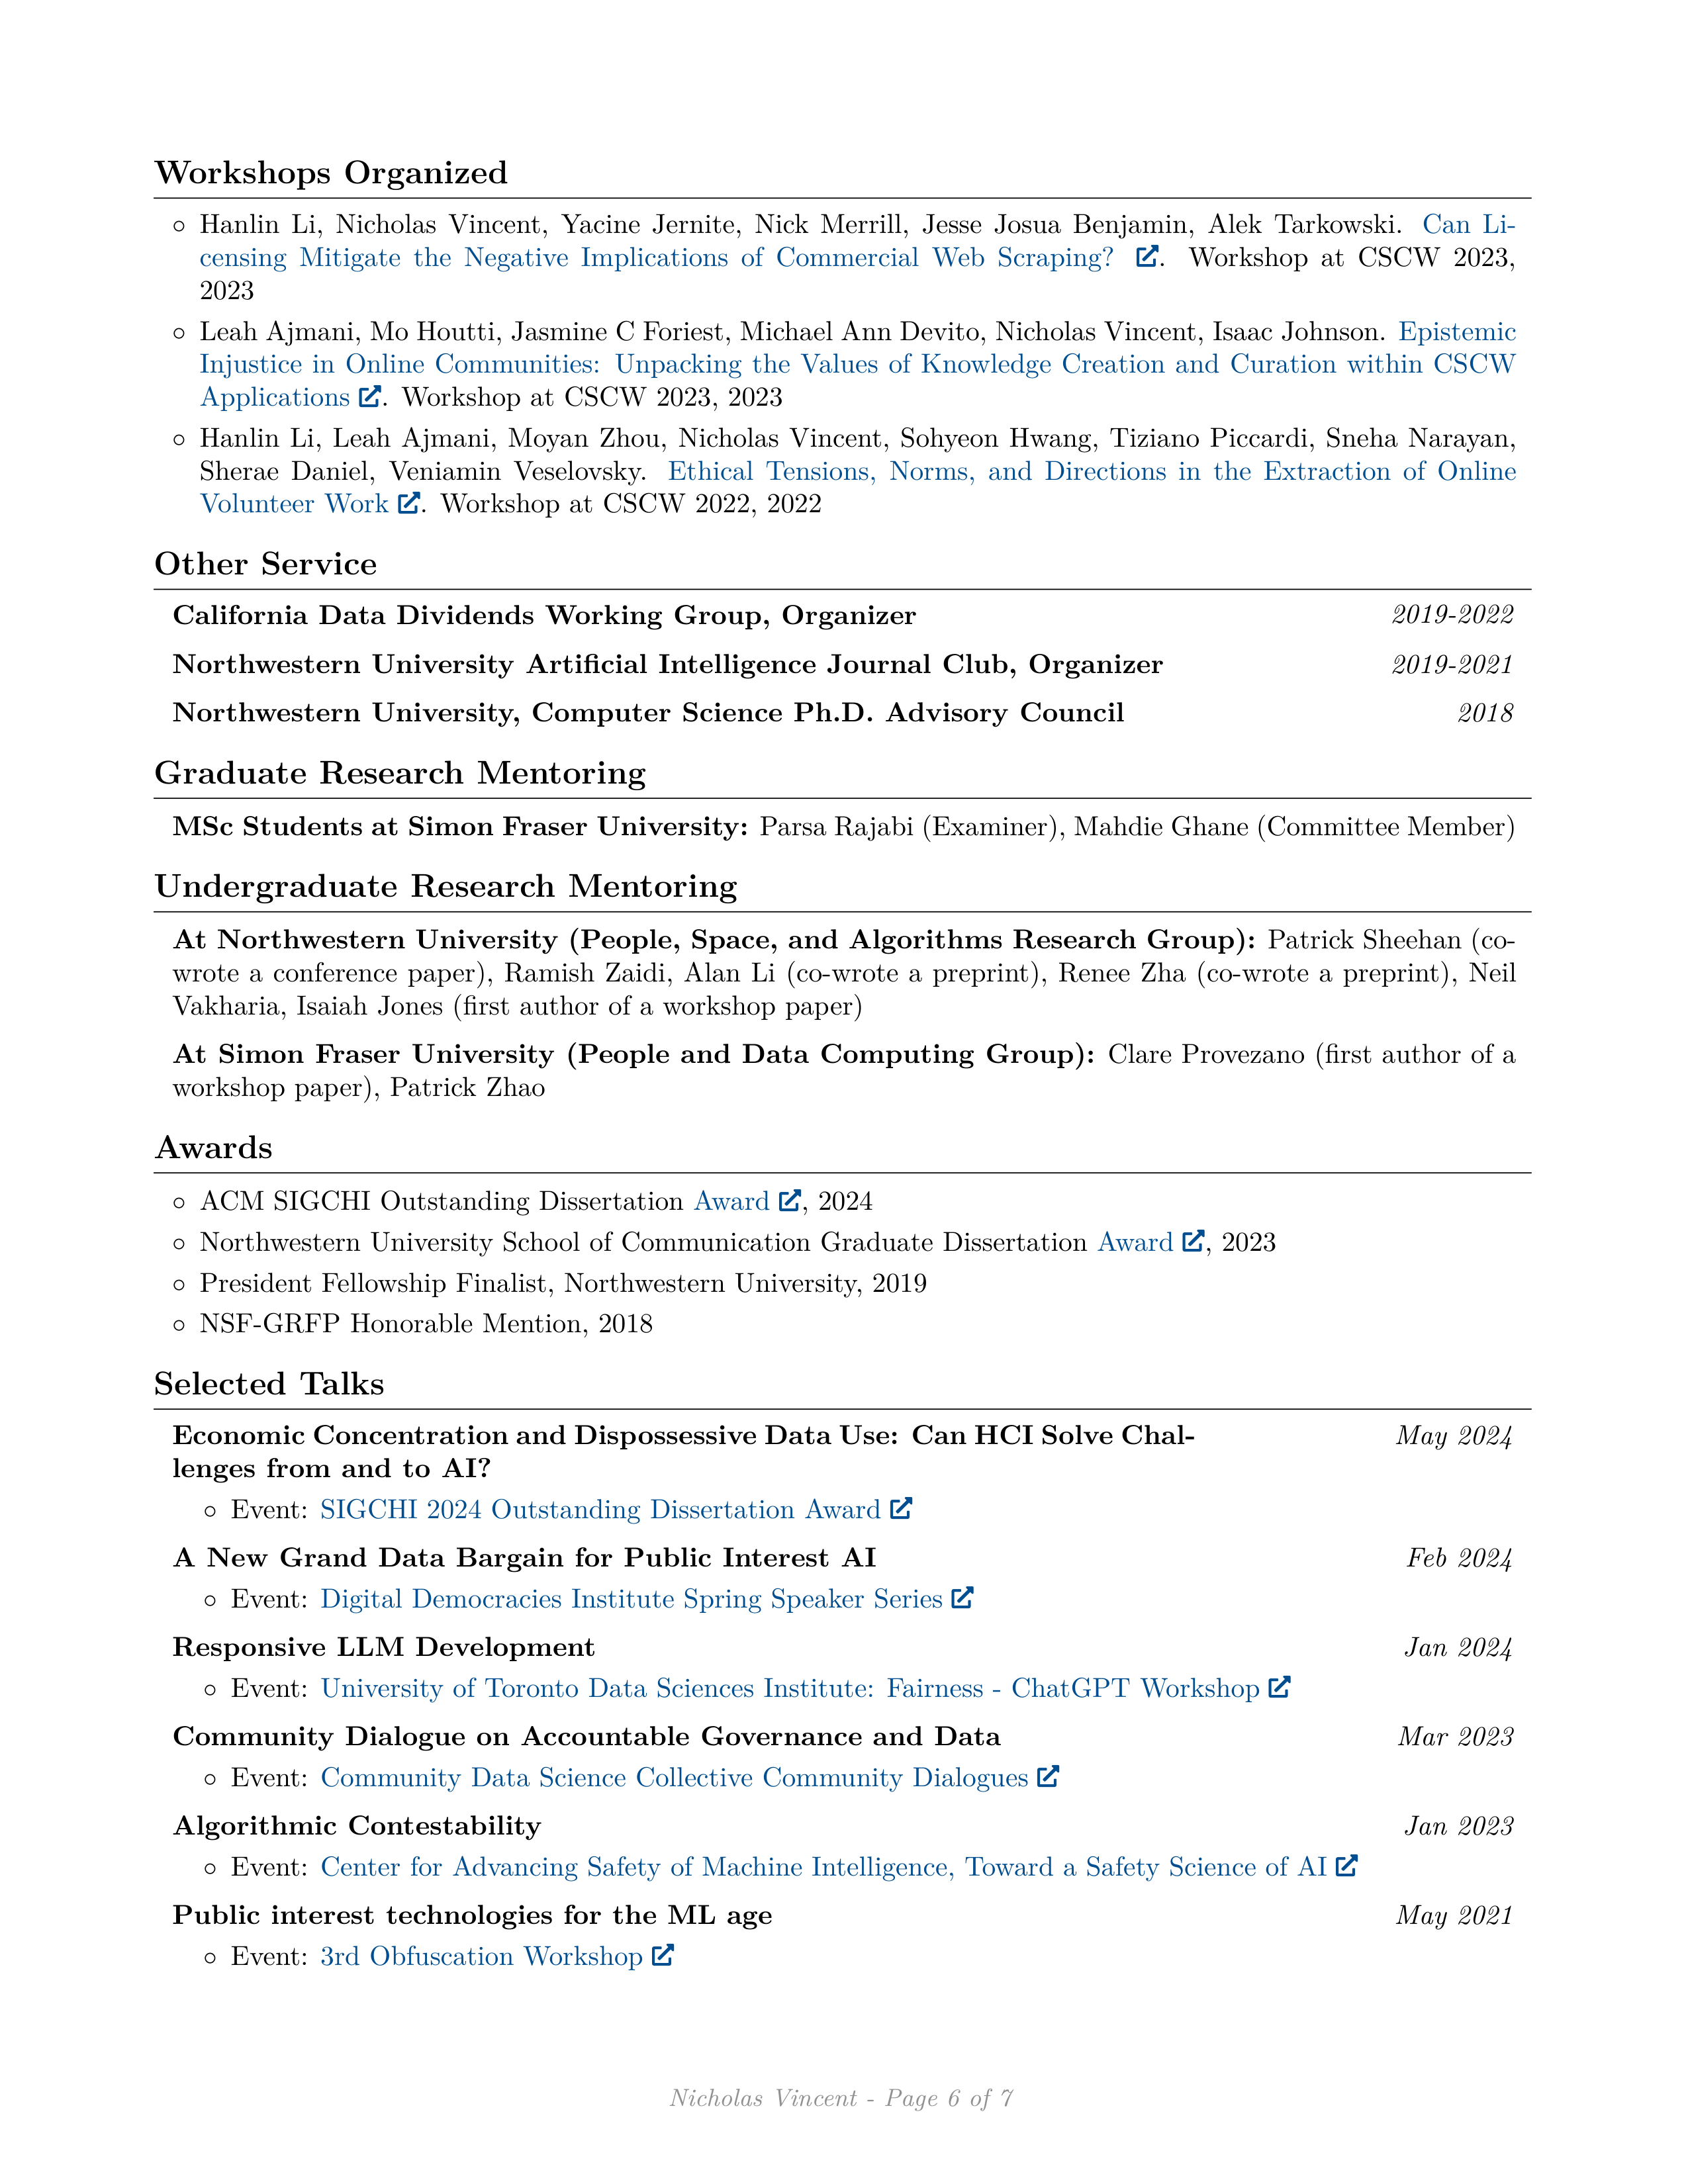 Workshops Organized
◦ Hanlin Li, Nicholas Vincent, Yacine Jernite, Nick Merrill, Jesse Josua Benjamin, Alek Tarkowski. Can Li-
censing Mitigate the Negative Implications of Commercial Web Scraping? . Workshop at CSCW 2023,
2023
◦ Leah Ajmani, Mo Houtti, Jasmine C Foriest, Michael Ann Devito, Nicholas Vincent, Isaac Johnson. Epistemic
Injustice in Online Communities: Unpacking the Values of Knowledge Creation and Curation within CSCW
Applications . Workshop at CSCW 2023, 2023
◦ Hanlin Li, Leah Ajmani, Moyan Zhou, Nicholas Vincent, Sohyeon Hwang, Tiziano Piccardi, Sneha Narayan,
Sherae Daniel, Veniamin Veselovsky. Ethical Tensions, Norms, and Directions in the Extraction of Online
Volunteer Work . Workshop at CSCW 2022, 2022
Other Service
California Data Dividends Working Group, Organizer 2019-2022
Northwestern University Artificial Intelligence Journal Club, Organizer 2019-2021
Northwestern University, Computer Science Ph.D. Advisory Council 2018
Graduate Research Mentoring
MSc Students at Simon Fraser University: Parsa Rajabi (Examiner), Mahdie Ghane (Committee Member)
Undergraduate Research Mentoring
At Northwestern University (People, Space, and Algorithms Research Group): Patrick Sheehan (co-
wrote a conference paper), Ramish Zaidi, Alan Li (co-wrote a preprint), Renee Zha (co-wrote a preprint), Neil
Vakharia, Isaiah Jones (first author of a workshop paper)
At Simon Fraser University (People and Data Computing Group): Clare Provezano (first author of a
workshop paper), Patrick Zhao
Awards
◦ ACM SIGCHI Outstanding Dissertation Award , 2024
◦ Northwestern University School of Communication Graduate Dissertation Award , 2023
◦ President Fellowship Finalist, Northwestern University, 2019
◦ NSF-GRFP Honorable Mention, 2018
Selected Talks
Economic Concentration and Dispossessive Data Use: Can HCI Solve Chal- May 2024
lenges from and to AI?
◦ Event: SIGCHI 2024 Outstanding Dissertation Award
A New Grand Data Bargain for Public Interest AI Feb 2024
◦ Event: Digital Democracies Institute Spring Speaker Series
Responsive LLM Development Jan 2024
◦ Event: University of Toronto Data Sciences Institute: Fairness - ChatGPT Workshop
Community Dialogue on Accountable Governance and Data Mar 2023
◦ Event: Community Data Science Collective Community Dialogues
Algorithmic Contestability Jan 2023
◦ Event: Center for Advancing Safety of Machine Intelligence, Toward a Safety Science of AI
Public interest technologies for the ML age May 2021
◦ Event: 3rd Obfuscation Workshop
Nicholas Vincent - Page 6 of 7